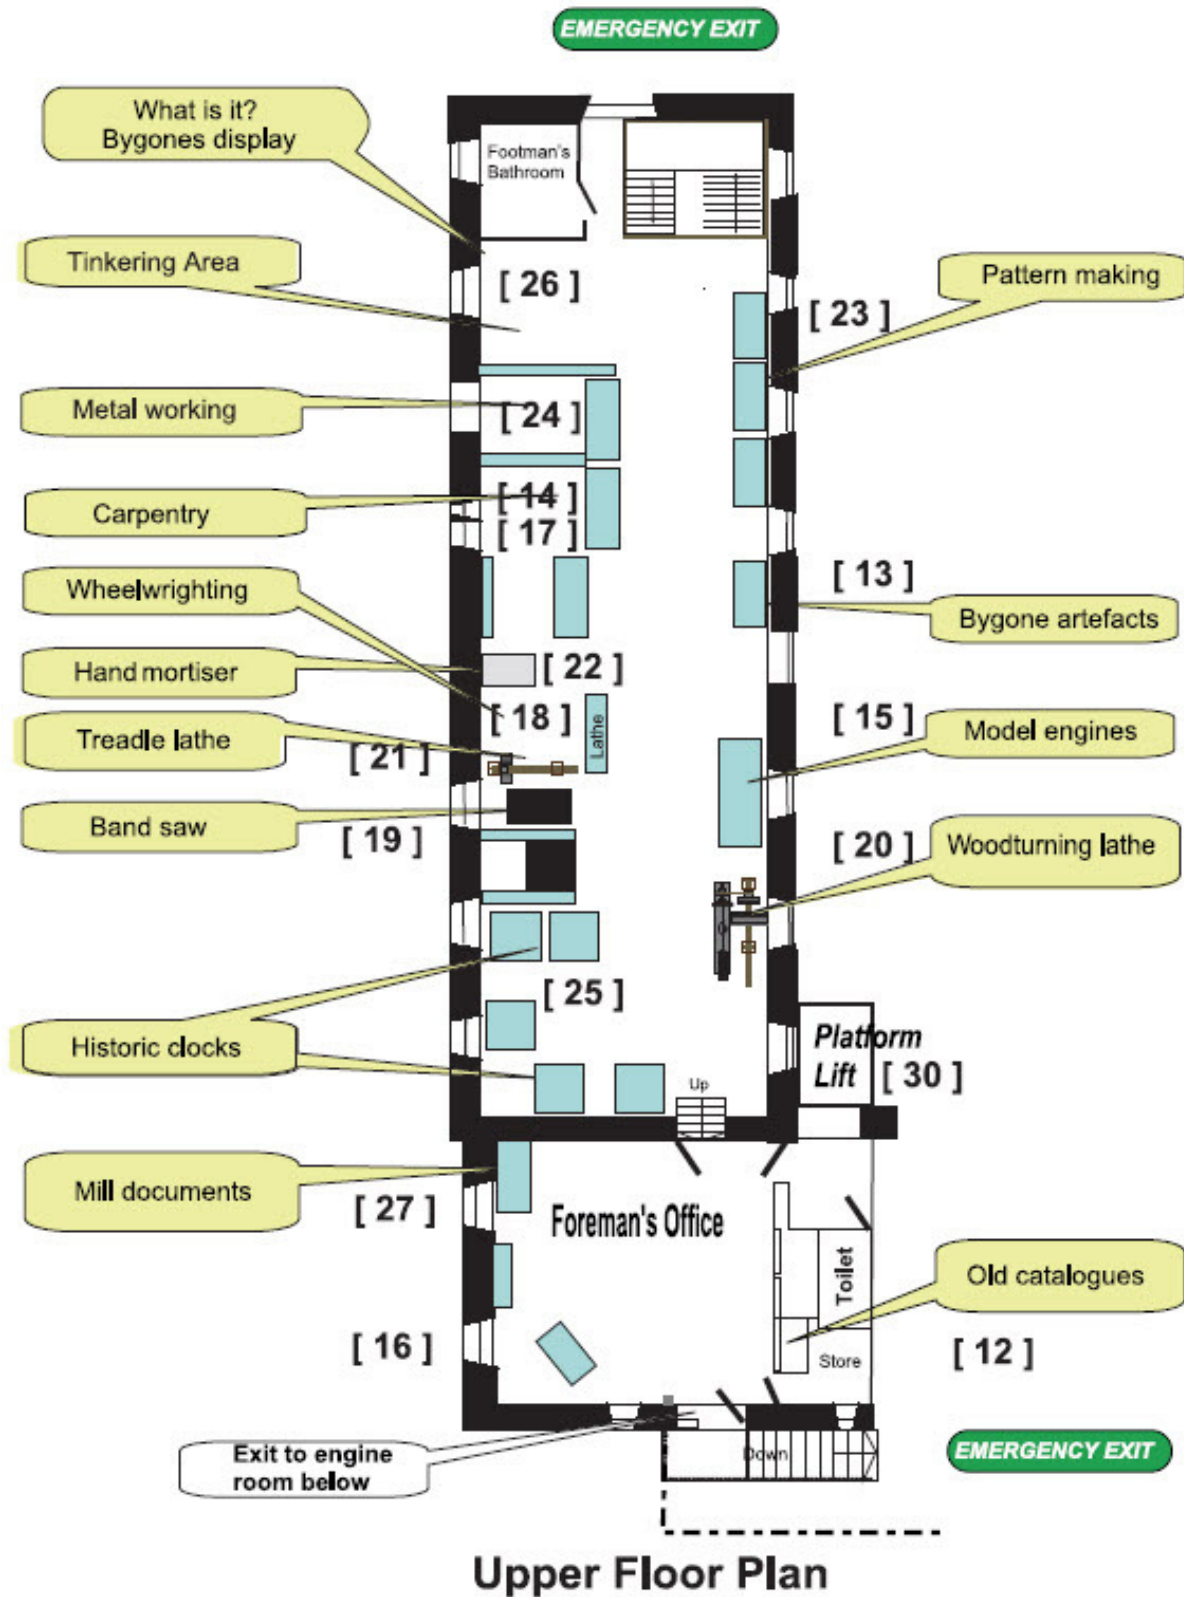 EMERGENCY EXIT
What is it?
Bygones display
Footman's
Bathroom
Tinkering Area
[ 26 ]
Pattern making
[ 23 ]
Metal working
[ 24 ]
Carpentry
[ 14 ]
[ 17 ]
Wheelwrighting
[ 13 ]
Bygone artefacts
Hand mortiser
[ 22 ]
[ 18 ]
Lathe
Treadle lathe
[ 21 ]
[ 15 ]
Model engines
Band saw
[ 19 ]
[ 20 ]
Woodturning lathe
[ 25 ]
Historic clocks
Platform
Lift
[ 30 ]
Up
Mill documents
[ 27 ]
Foreman's Office
Toilet
Old catalogues
[ 16 ]
Store
[ 12 ]
Exit to engine
room below
Down
EMERGENCY EXIT
Upper Floor Plan